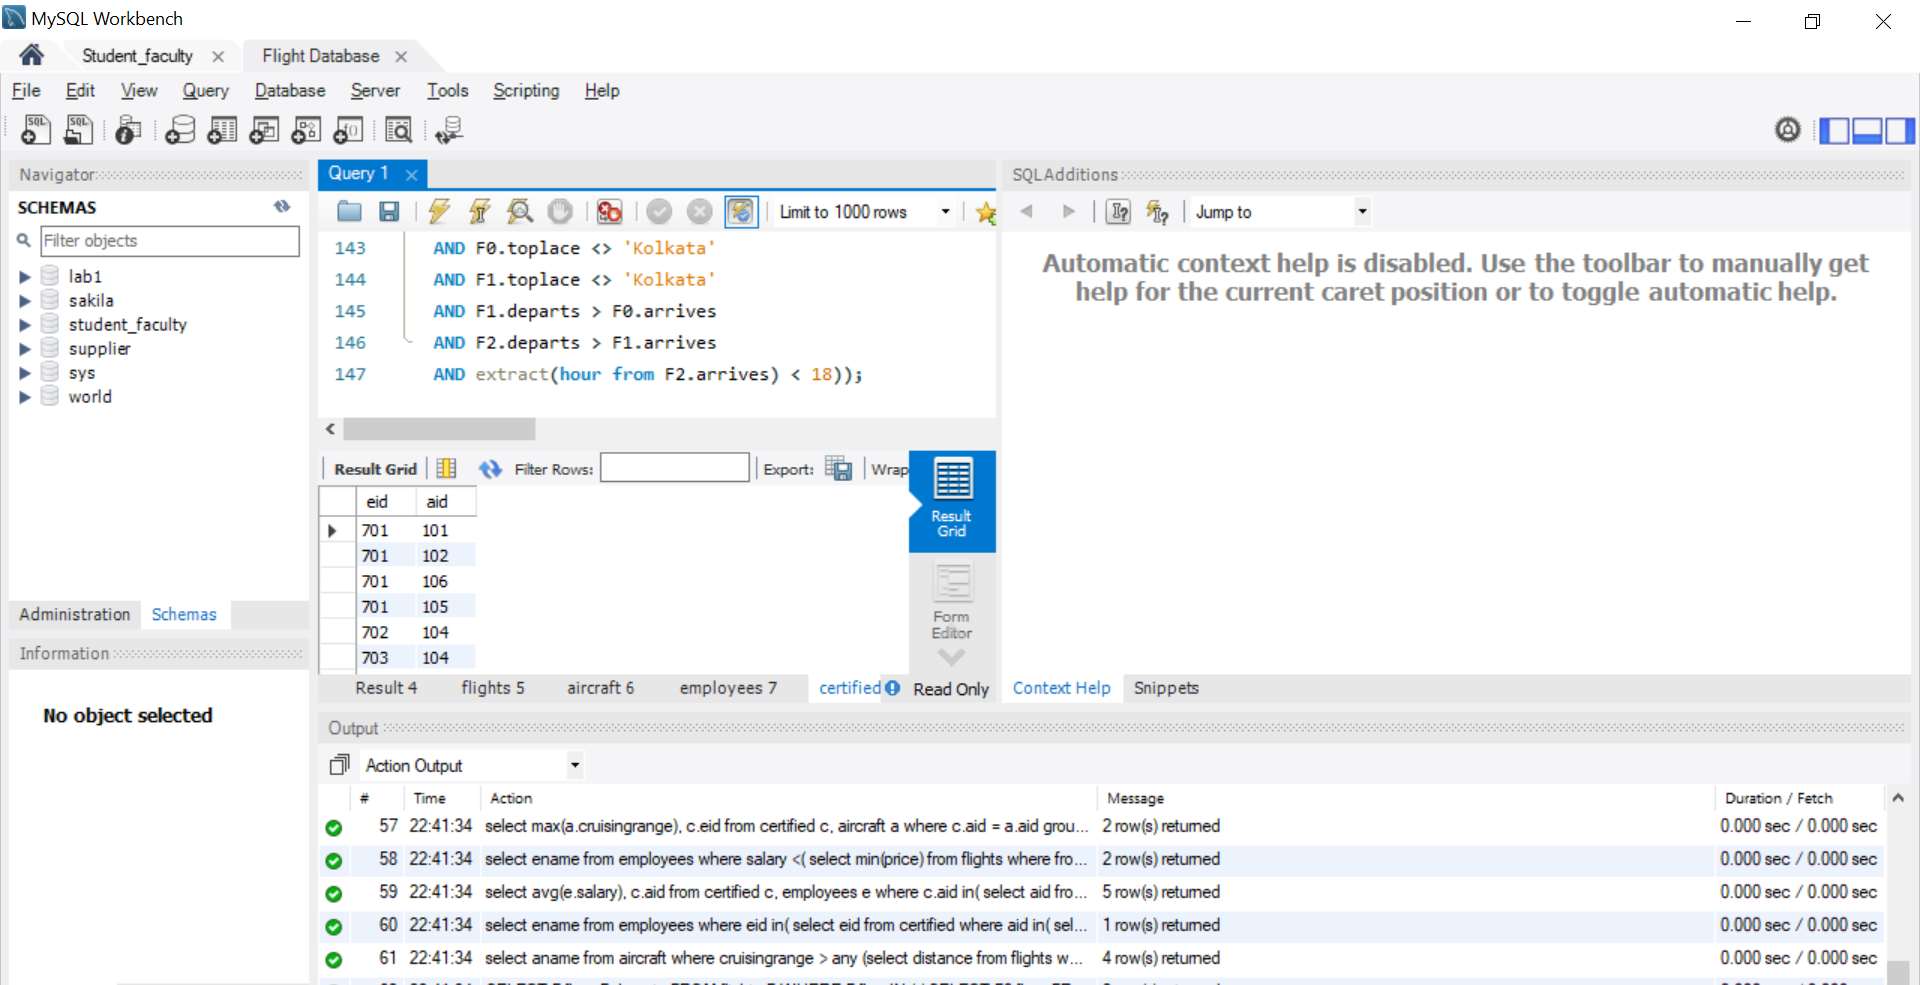 MySQL Workbench
Student_faculty
Flight Database
File Edit View Query Database Server Tools Scripting Help
Navigator
SCHEMAS
Filter objects
lab1
sakila
student_faculty
supplier
sys
world
Administration Schemas
Information
No object selected
Query 1
Limit to 1000 rows
143 AND F0.toplace <> 'Kolkata'
144 AND F1.toplace <> 'Kolkata'
145 AND F1.departs > F0.arrives
146 AND F2.departs > F1.arrives
147 AND extract(hour from F2.arrives) < 18));
Result Grid Filter Rows: Export: Wrap
eid aid
701 101
701 102
701 106
701 105
702 104
703 104
Result
Grid
Form
Editor
Result 4 flights 5 aircraft 6 employees 7 certified Read Only
SQLAdditions
Jump to
Automatic context help is disabled. Use the toolbar to manually get
help for the current caret position or to toggle automatic help.
Context Help Snippets
Output
Action Output
# Time Action Message Duration / Fetch
57 22:41:34 select max(a.cruisingrange), c.eid from certified c, aircraft a where c.aid = a.aid grou... 2 row(s) returned 0.000 sec / 0.000 sec
58 22:41:34 select ename from employees where salary <( select min(price) from flights where fro... 2 row(s) returned 0.000 sec / 0.000 sec
59 22:41:34 select avg(e.salary), c.aid from certified c, employees e where c.aid in( select aid fro... 5 row(s) returned 0.000 sec / 0.000 sec
60 22:41:34 select ename from employees where eid in( select eid from certified where aid in( sel... 1 row(s) returned 0.000 sec / 0.000 sec
61 22:41:34 select aname from aircraft where cruisingrange > any (select distance from flights w... 4 row(s) returned 0.000 sec / 0.000 sec